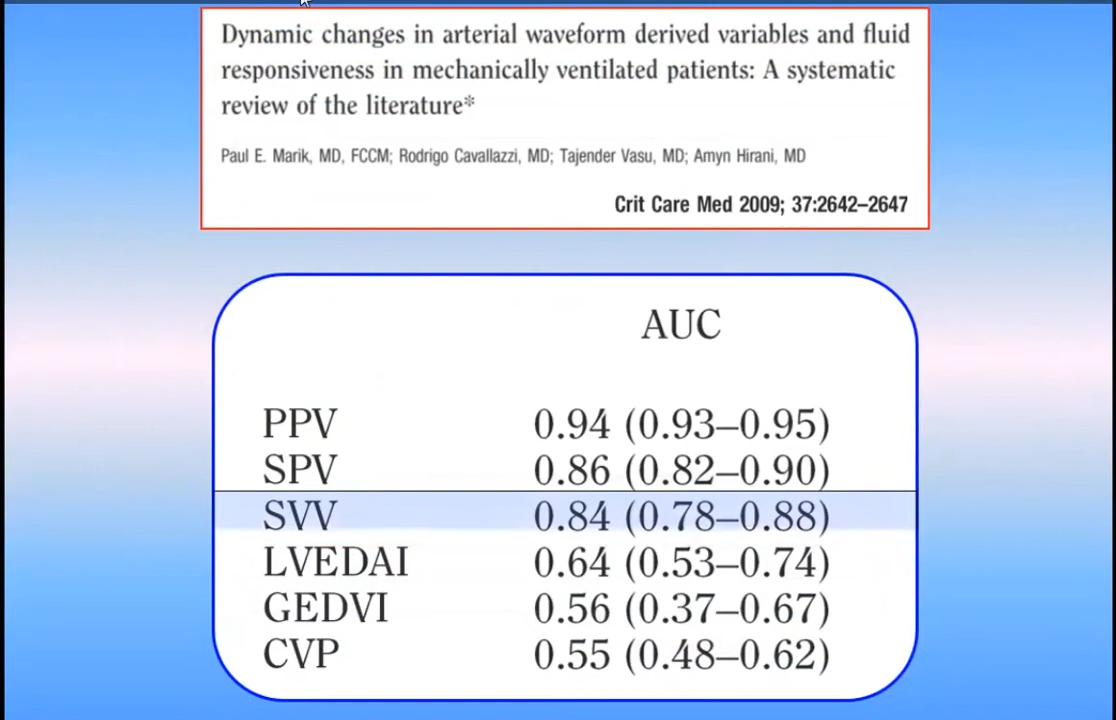 Dynamic changes in arterial waveform derived variables and fluid
responsiveness in mechanically ventilated patients: A systematic
review of the literature*
Paul E. Marik, MD, FCCM; Rodrigo Cavallazzi, MD; Tajender Vasu, MD; Amyn Hirani, MD
Crit Care Med 2009; 37:2642–2647
AUC
PPV 0.94 (0.93–0.95)
SPV 0.86 (0.82–0.90)
SVV 0.84 (0.78–0.88)
LVEDAI 0.64 (0.53–0.74)
GEDVI 0.56 (0.37–0.67)
CVP 0.55 (0.48–0.62)